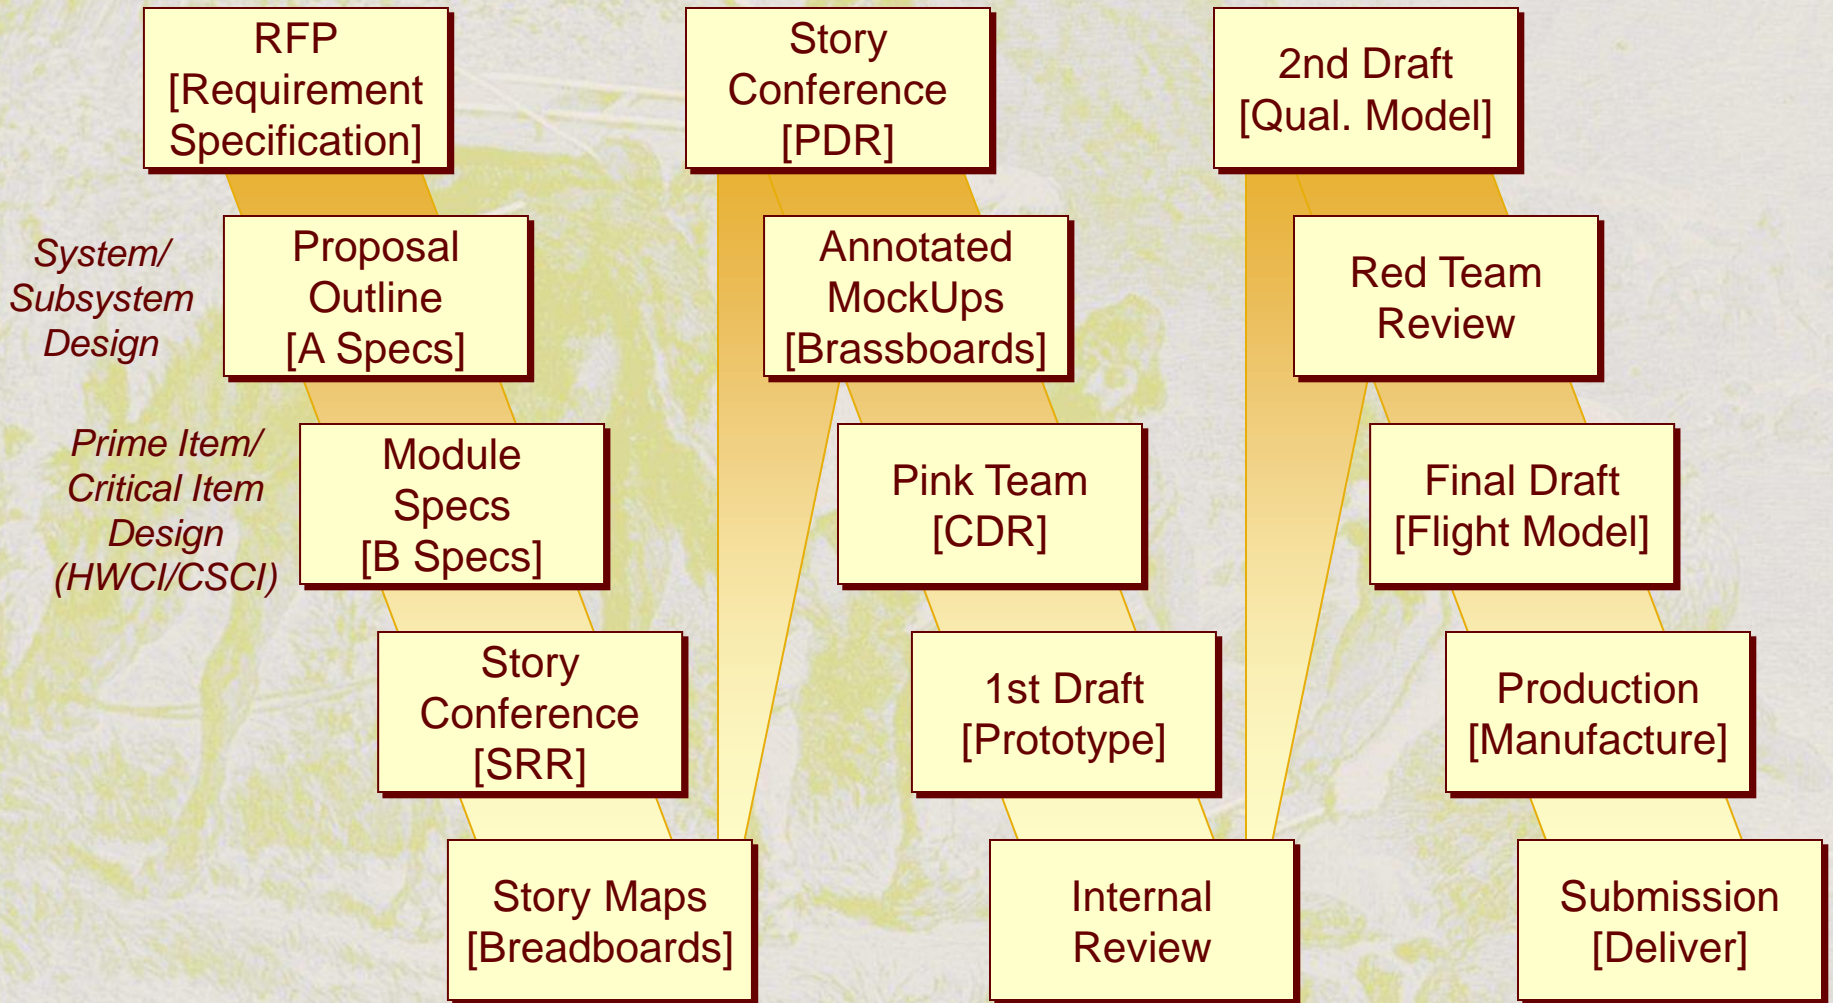 RFP
[Requirement
Specification]
System/
Subsystem
Design
Proposal
Outline
[A Specs]
Prime Item/
Critical Item
Design
(HWCI/CSCI)
Module
Specs
[B Specs]
Story
Conference
[SRR]
Story Maps
[Breadboards]
Story
Conference
[PDR]
Annotated
MockUps
[Brassboards]
Pink Team
[CDR]
1st Draft
[Prototype]
Internal
Review
2nd Draft
[Qual. Model]
Red Team
Review
Final Draft
[Flight Model]
Production
[Manufacture]
Submission
[Deliver]